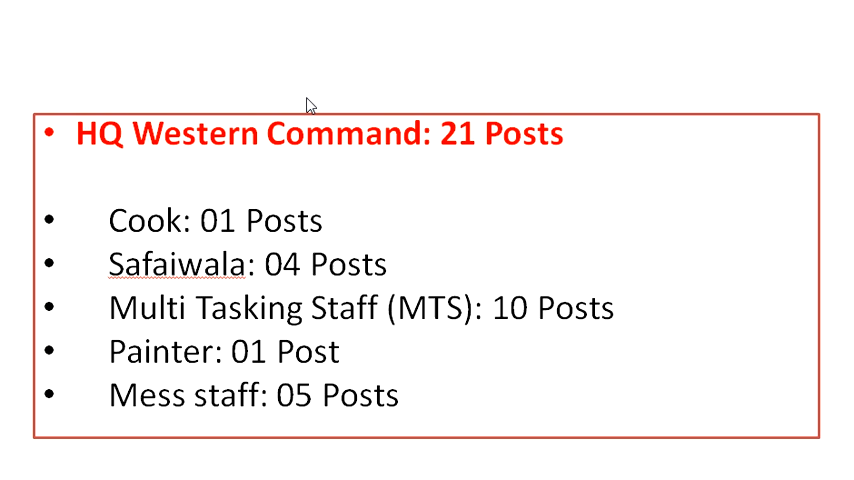 • HQ Western Command: 21 Posts
• Cook: 01 Posts
• Safaiwala: 04 Posts
• Multi Tasking Staff (MTS): 10 Posts
• Painter: 01 Post
• Mess staff: 05 Posts